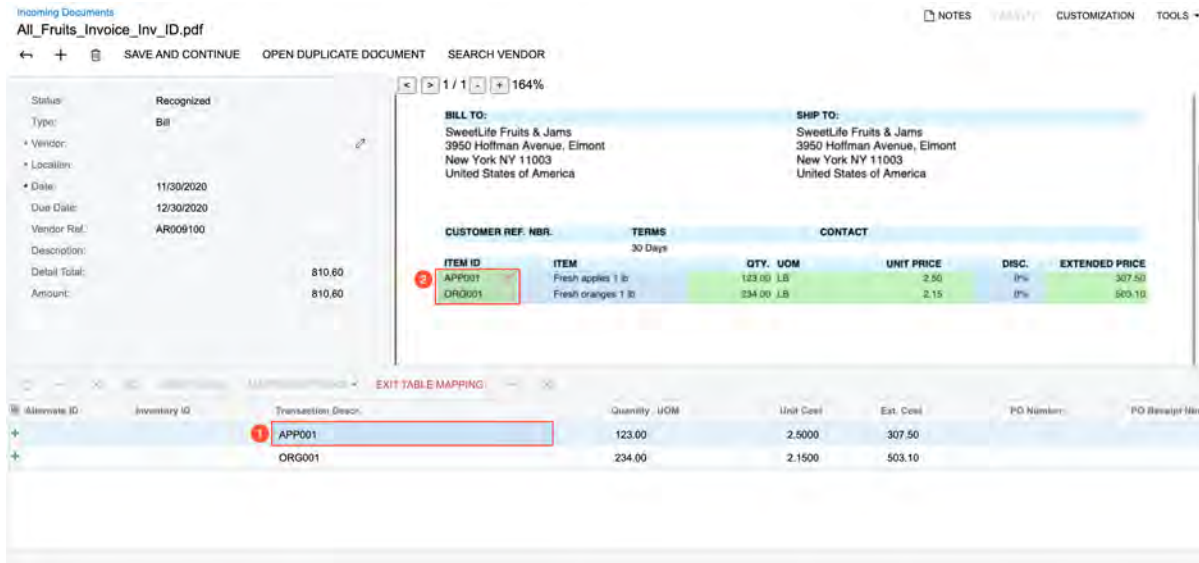 Incoming Documents
All_Fruits_Invoice_Inv_ID.pdf
NOTES CUSTOMIZATION TOOLS
SAVE AND CONTINUE OPEN DUPLICATE DOCUMENT SEARCH VENDOR
< > 1 / 1 - + 164%
Status: Recognized
Type: Bill
Vendor:
Location:
Date: 11/30/2020
Due Date: 12/30/2020
Vendor Ref.: AR009100
Description:
Detail Total: 810.60
Amount: 810.60
BILL TO: SHIP TO:
SweetLife Fruits & Jams SweetLife Fruits & Jams
3950 Hoffman Avenue, Elmont 3950 Hoffman Avenue, Elmont
New York NY 11003 New York NY 11003
United States of America United States of America
CUSTOMER REF. NBR. TERMS CONTACT
30 Days
ITEM ID ITEM QTY. UOM UNIT PRICE DISC. EXTENDED PRICE
2 APP001 Fresh apples 1 lb 123.00 LB 2.50 0% 307.50
ORG001 Fresh oranges 1 lb 234.00 LB 2.15 0% 503.10
EXIT TABLE MAPPING
Alternate ID Inventory ID Transaction Descr. Quantity UOM Unit Cost Ext. Cost PO Number PO Receipt
1 APP001 123.00 2.5000 307.50
ORG001 234.00 2.1500 503.10